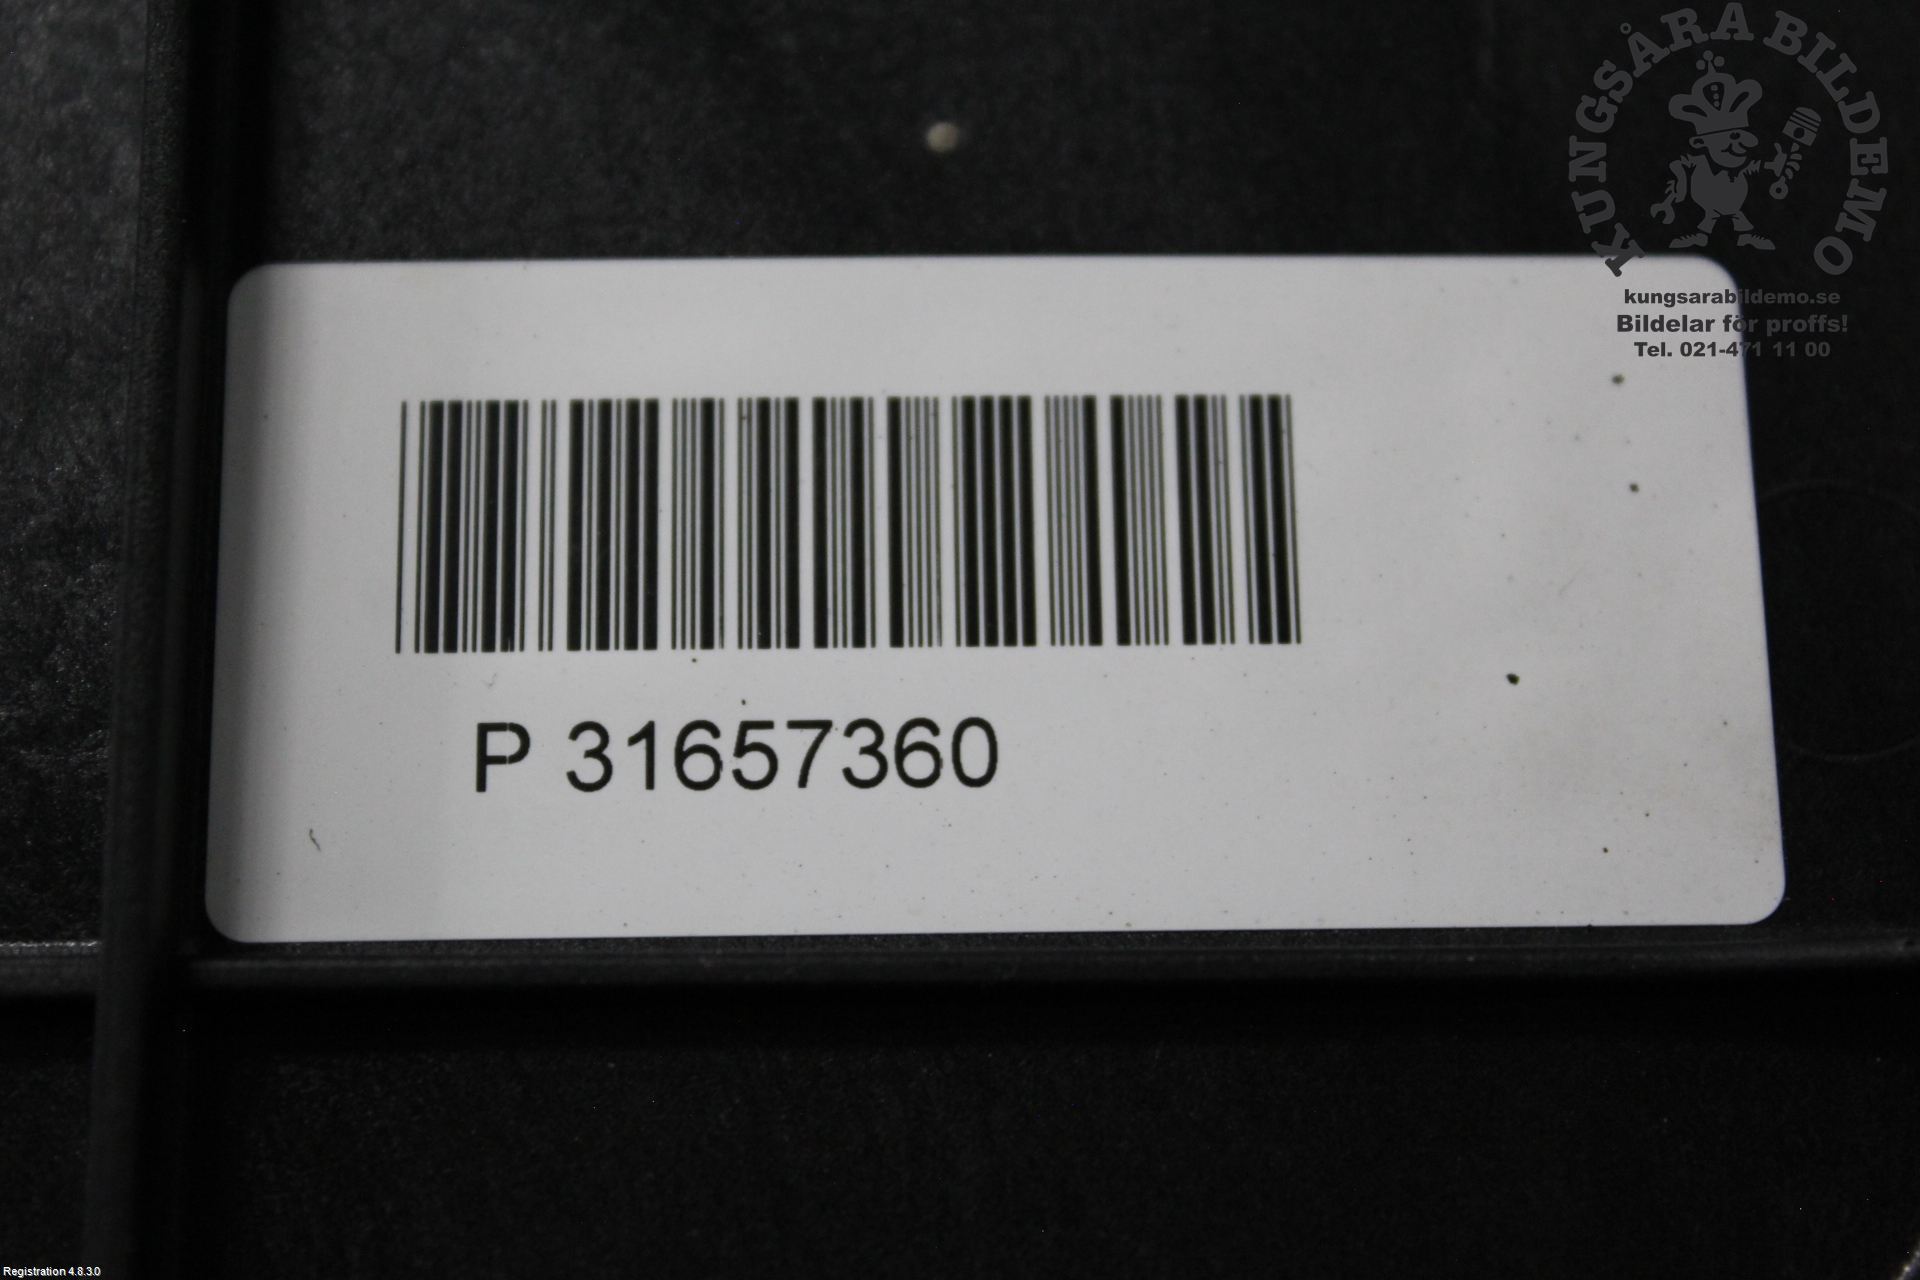 KUNGSÅRA BILDEMO
kungsarabildemo.se
Bildelar för proffs!
Tel. 021-471 11 00
P 31657360
Registration 4.8.3.0